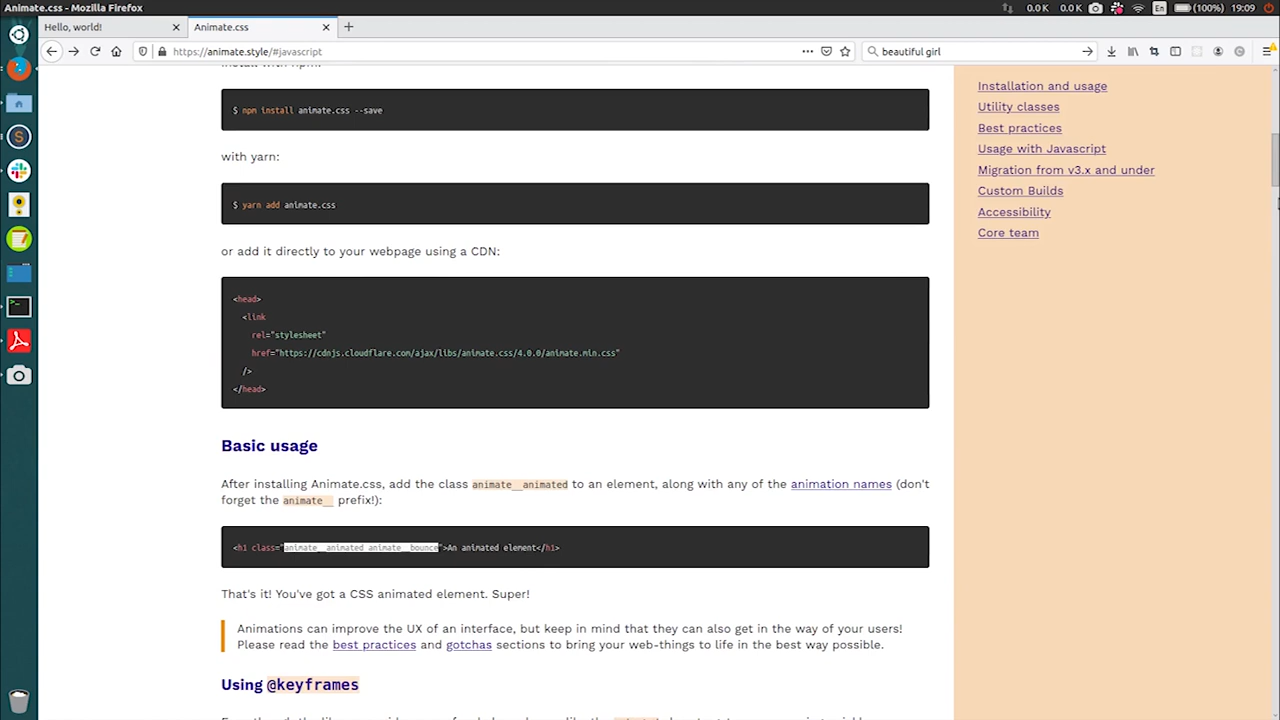 Animate.css - Mozilla Firefox
0.0 K 0.0 K En (100%) 19:09
Hello, world!
Animate.css
https://animate.style/#javascript
beautiful girl
$ npm install animate.css --save
with yarn:
$ yarn add animate.css
or add it directly to your webpage using a CDN:
<head>
<link
rel="stylesheet"
href="https://cdnjs.cloudflare.com/ajax/libs/animate.css/4.0.0/animate.min.css"
/>
</head>
Basic usage
After installing Animate.css, add the class animate__animated to an element, along with any of the animation names (don't
forget the animate__ prefix!):
<h1 class="animate__animated animate__bounce">An animated element</h1>
That's it! You've got a CSS animated element. Super!
Animations can improve the UX of an interface, but keep in mind that they can also get in the way of your users!
Please read the best practices and gotchas sections to bring your web-things to life in the best way possible.
Using @keyframes
Installation and usage
Utility classes
Best practices
Usage with Javascript
Migration from v3.x and under
Custom Builds
Accessibility
Core team